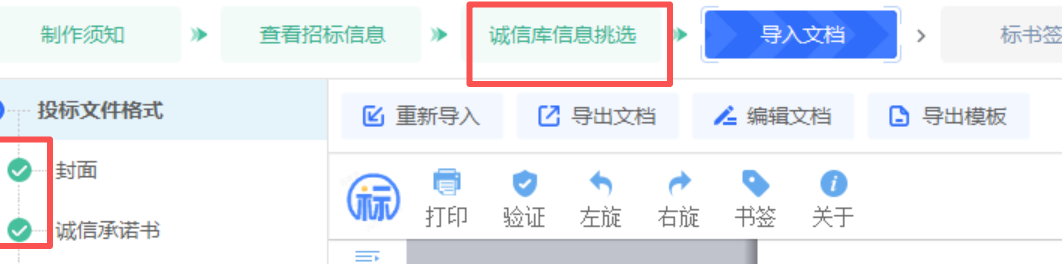 制作须知 查看招标信息 诚信库信息挑选 导入文档 标书签
投标文件格式
重新导入 导出文档 编辑文档 导出模板
封面
标
打印 验证 左旋 右旋 书签 关于
诚信承诺书